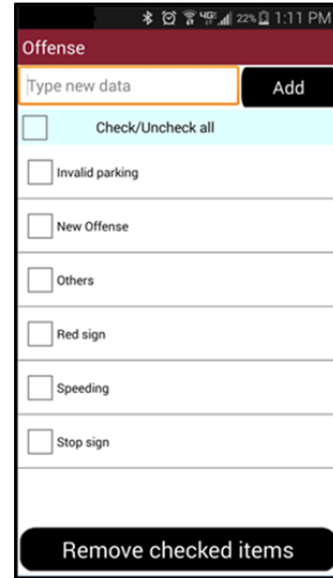 4G 22% 1:11 PM
Offense
Type new data Add
Check/Uncheck all
Invalid parking
New Offense
Others
Red sign
Speeding
Stop sign
Remove checked items